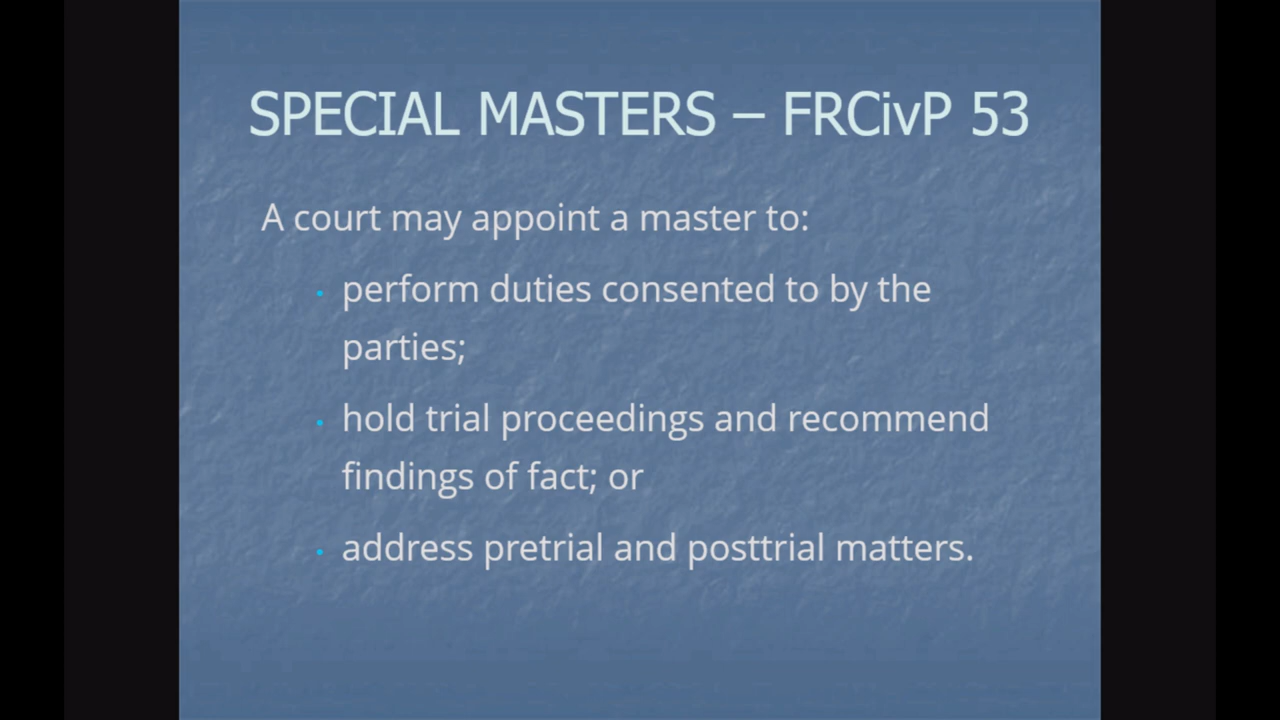 SPECIAL MASTERS – FRCivP 53
A court may appoint a master to:
perform duties consented to by the
parties;
hold trial proceedings and recommend
findings of fact; or
address pretrial and posttrial matters.